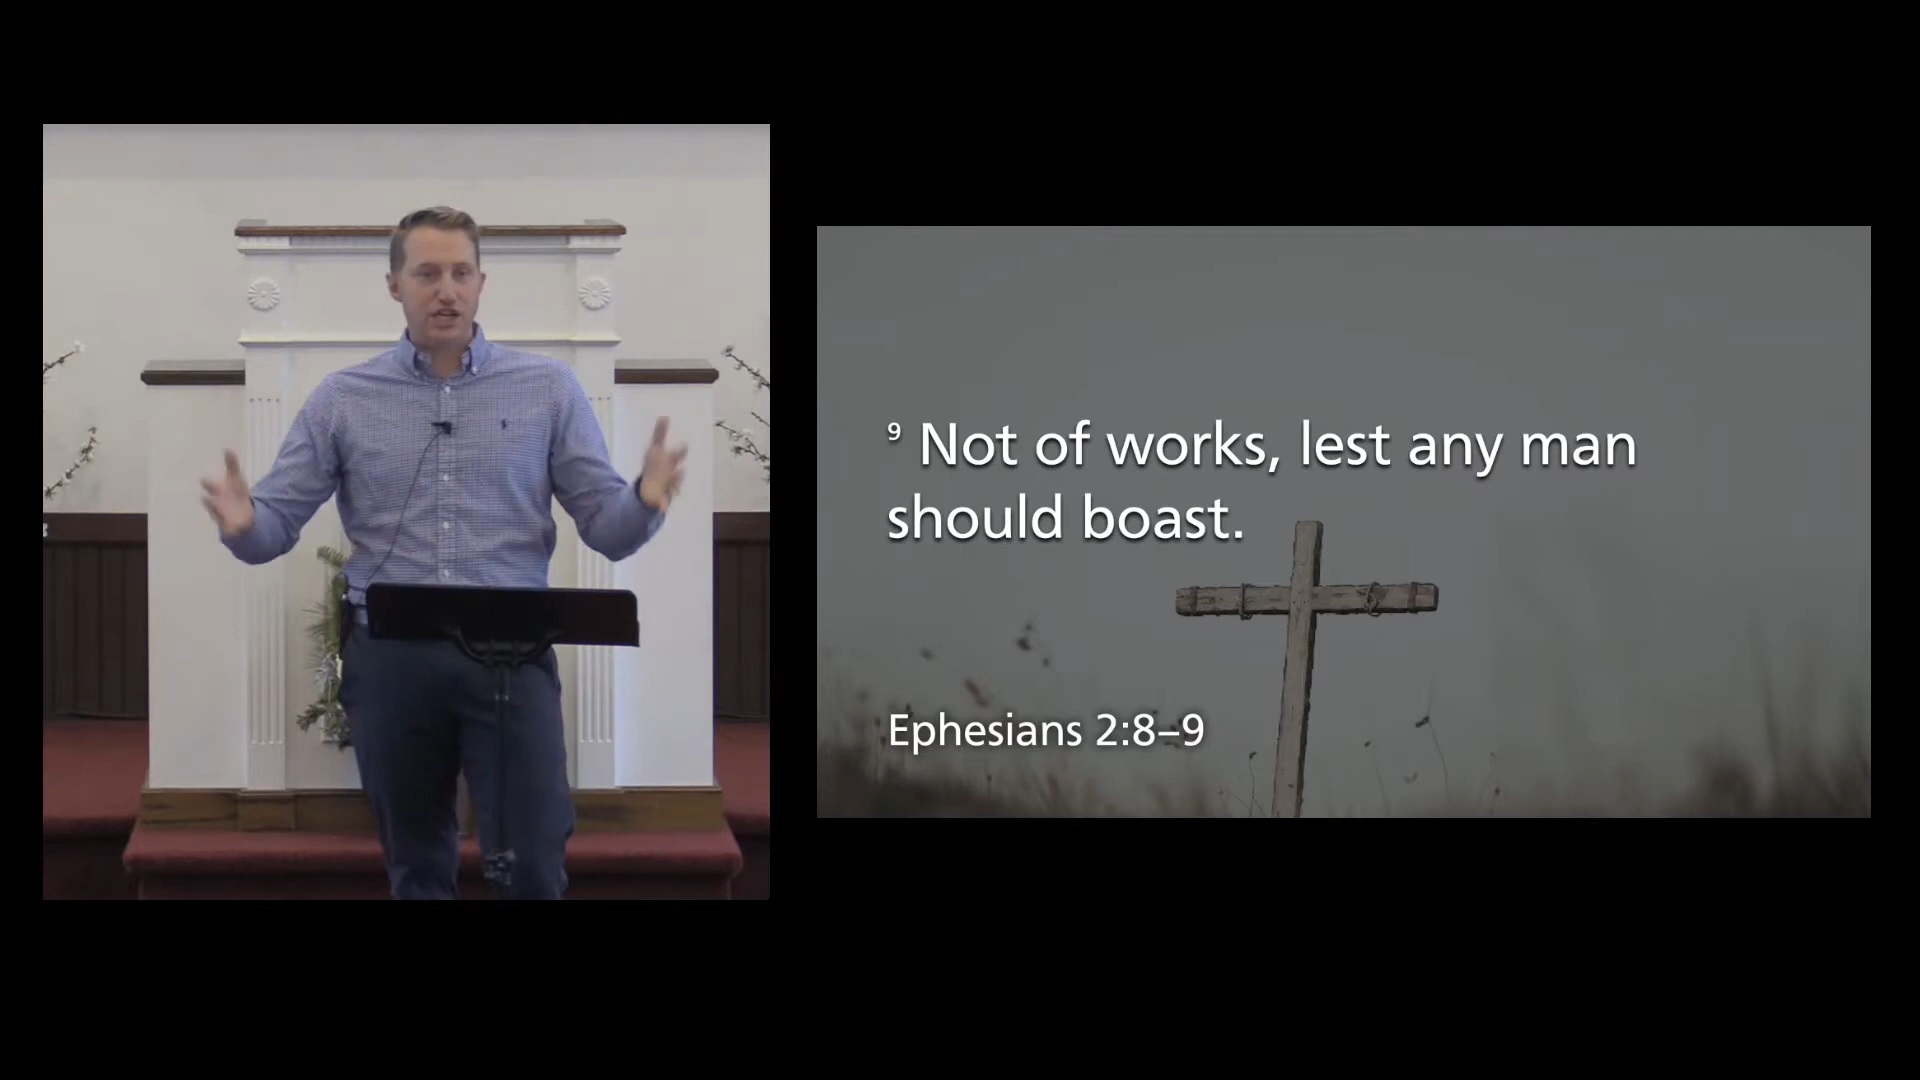 ⁹ Not of works, lest any man
should boast.
Ephesians 2:8–9